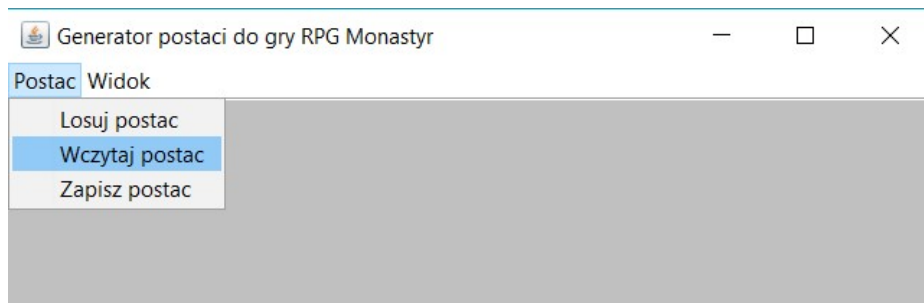 Generator postaci do gry RPG Monastyr
Postac Widok
Losuj postac
Wczytaj postac
Zapisz postac